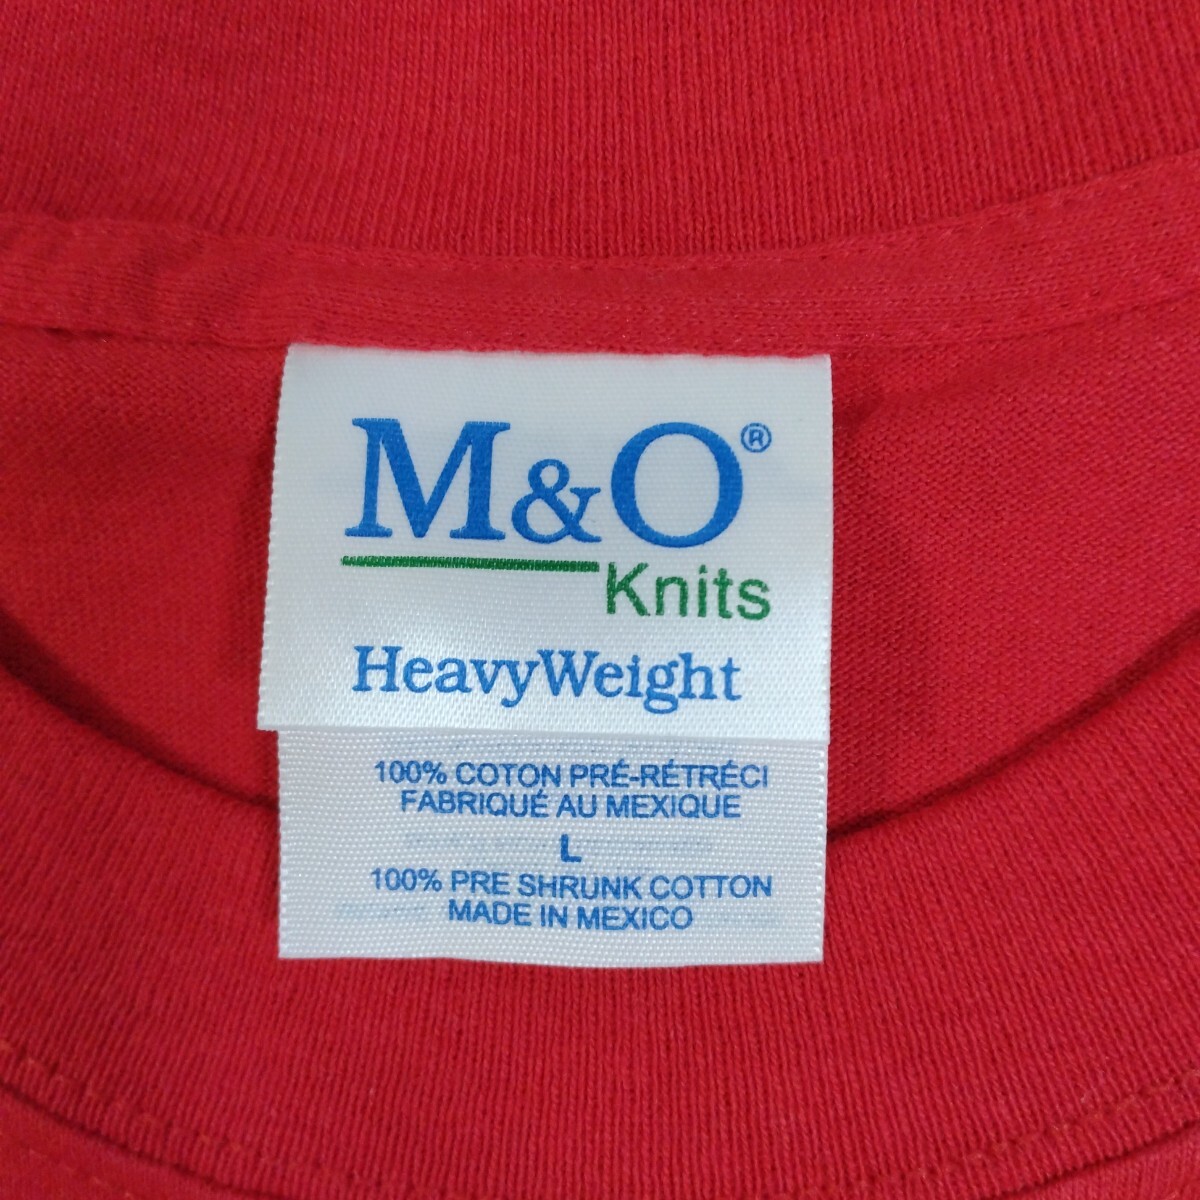 M&O®
Knits
HeavyWeight
100% COTON PRÉ-RÉTRÉCI
FABRIQUÉ AU MEXIQUE
L
100% PRE SHRUNK COTTON
MADE IN MEXICO